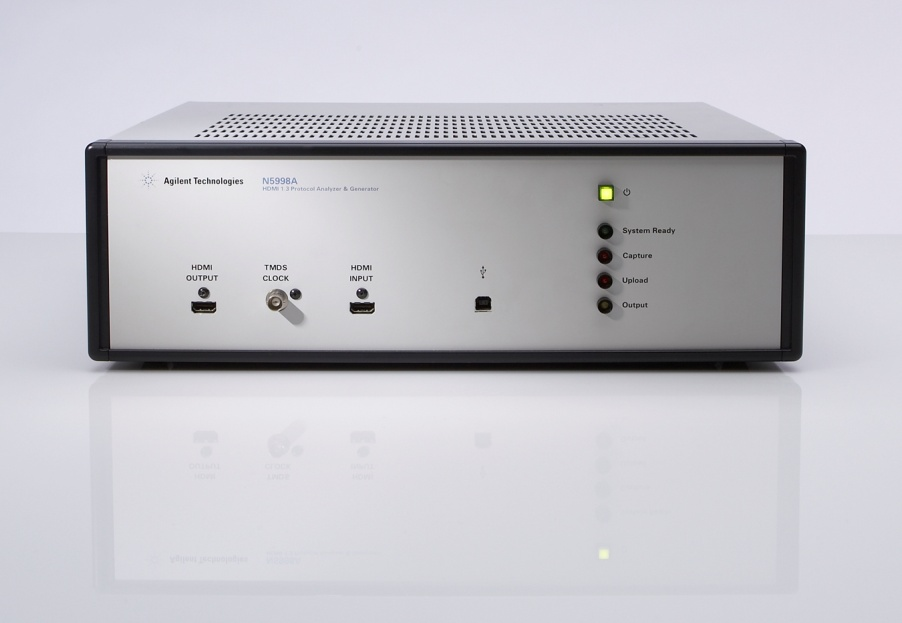 Agilent Technologies
N5998A
HDMI 1.3 Protocol Analyzer & Generator
System Ready
Capture
Upload
Output
HDMI
OUTPUT
TMDS
CLOCK
HDMI
INPUT